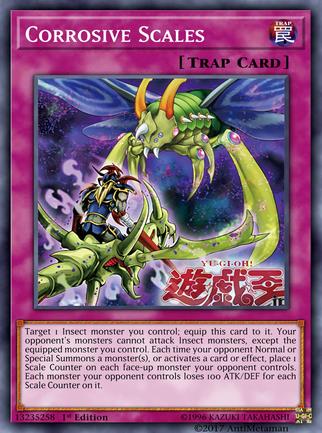 CORROSIVE SCALES
TRAP
罠
[TRAP CARD]
YU-GI-OH!
遊戯王
Target 1 Insect monster you control; equip this card to it. Your
opponent's monsters cannot attack Insect monsters, except the
equipped monster you control. Each time your opponent Normal or
Special Summons a monster(s), or activates a card or effect, place 1
Scale Counter on each face-up monster your opponent controls.
Each monster your opponent controls loses 100 ATK/DEF for each
Scale Counter on it.
13235258 1st Edition ©1996 KAZUKI TAKAHASHI
©2017 AntiMetaman